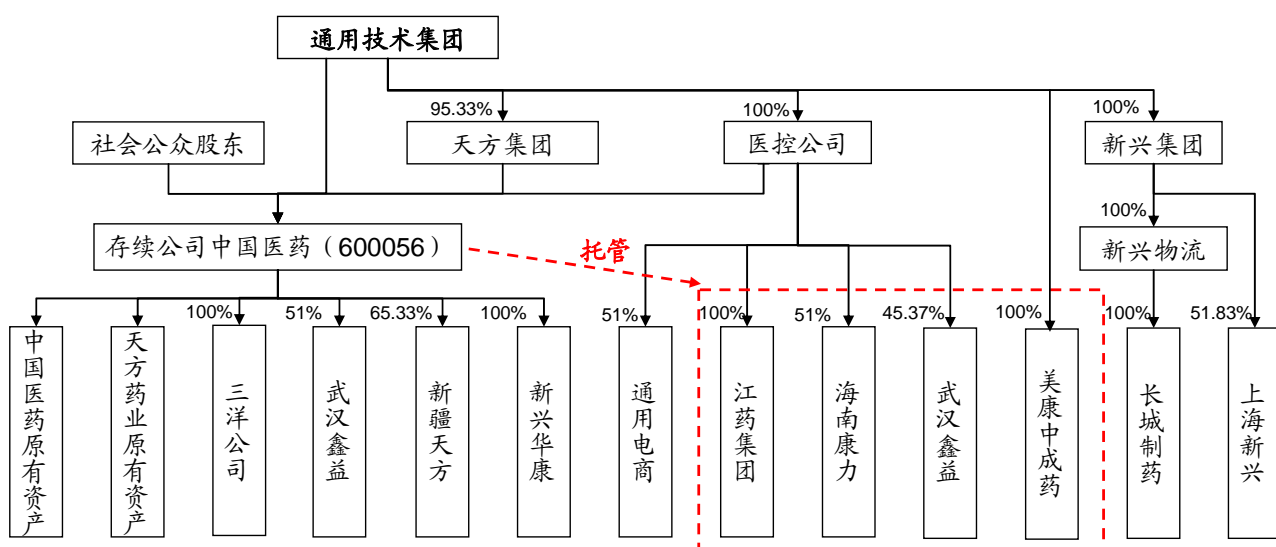 通用技术集团
95.33%
100%
100%
社会公众股东
天方集团
医控公司
新兴集团
100%
存续公司中国医药（600056）
托管
新兴物流
100%
51%
65.33%
100%
51%
100%
51%
45.37%
100%
100%
51.83%
中国医药原有资产
天方药业原有资产
三洋公司
武汉鑫益
新疆天方
新兴华康
通用电商
江药集团
海南康力
武汉鑫益
美康中成药
长城制药
上海新兴